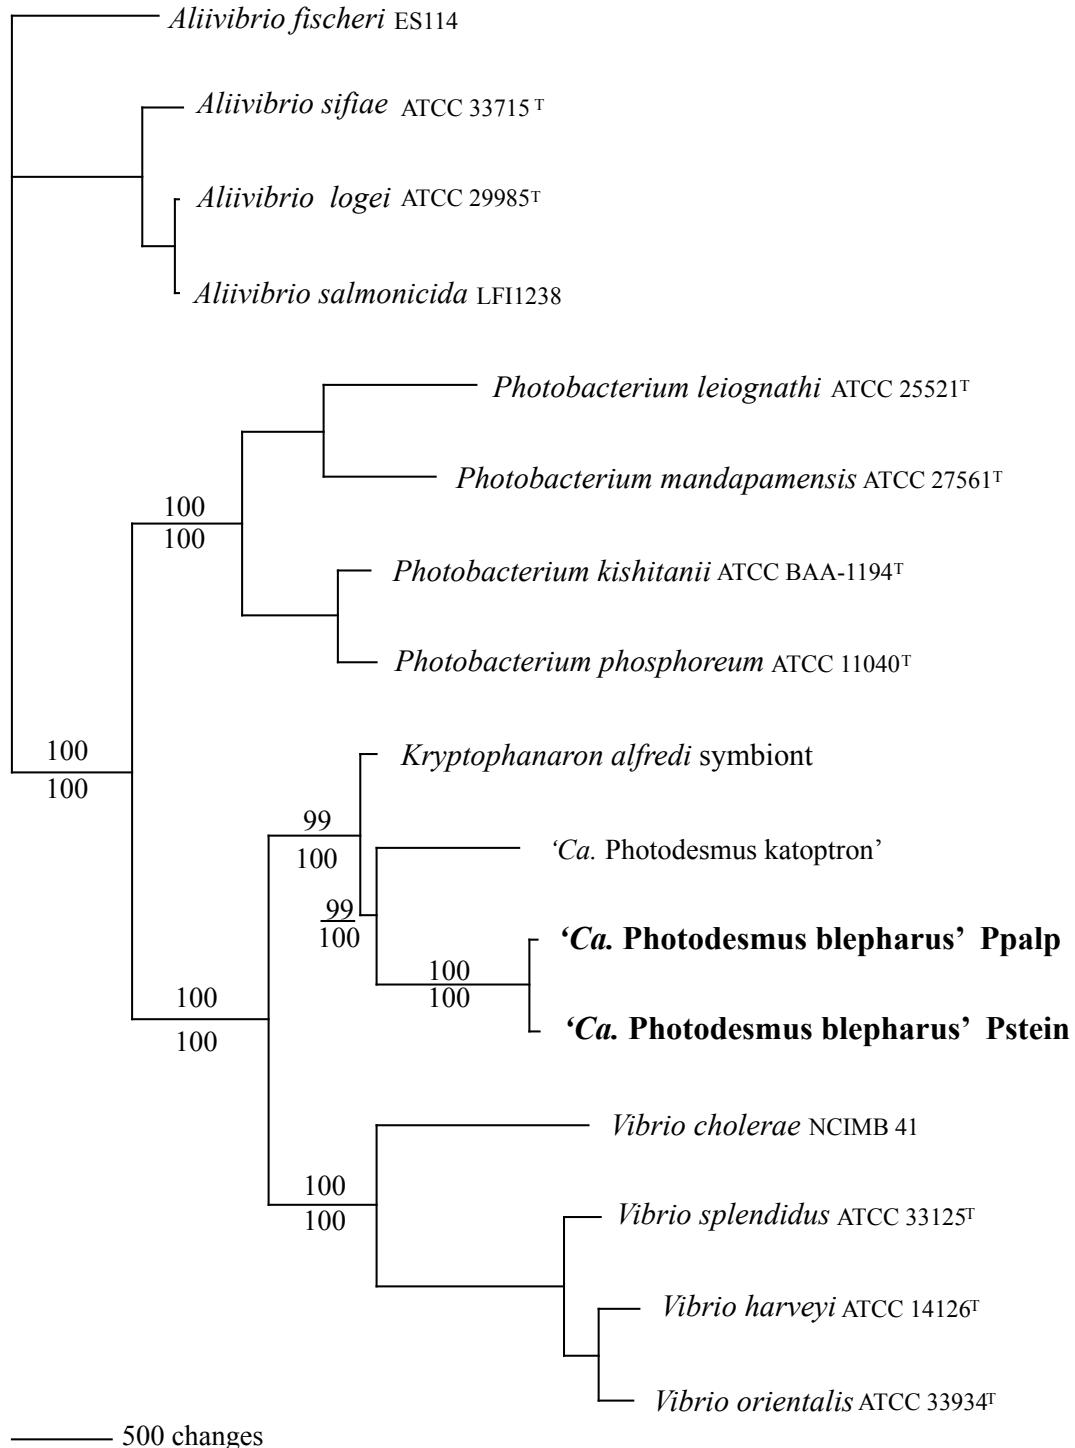 Aliivibrio fischeri ES114
Aliivibrio sifiae ATCC 33715 T
Aliivibrio logei ATCC 29985T
Aliivibrio salmonicida LFI1238
Photobacterium leiognathi ATCC 25521T
Photobacterium mandapamensis ATCC 27561T
100
100
Photobacterium kishitanii ATCC BAA-1194T
Photobacterium phosphoreum ATCC 11040T
100
100
Kryptophanaron alfredi symbiont
99
100
‘Ca. Photodesmus katoptron’
99
100
‘Ca. Photodesmus blepharus’ Ppalp
100
100
100
100
‘Ca. Photodesmus blepharus’ Pstein
Vibrio cholerae NCIMB 41
100
100
Vibrio splendidus ATCC 33125T
Vibrio harveyi ATCC 14126T
Vibrio orientalis ATCC 33934T
500 changes